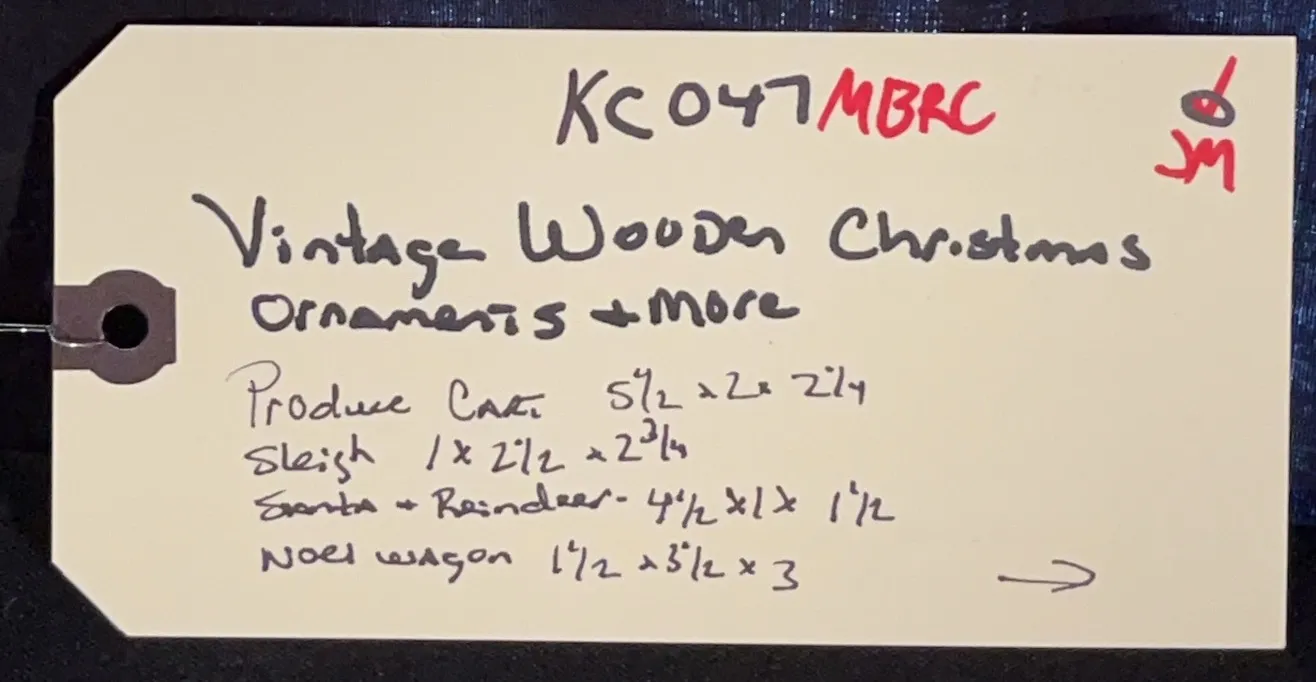 KC047 MBRC
JM
Vintage Wooden Christmas
Ornaments + More
Produce Cart 5 1/2 x 2 x 2 1/4
Sleigh 1 x 2 1/2 x 2 3/4
Santa + Reindeer - 4 1/2 x 1 x 1 1/2
Noel Wagon 1 1/2 x 3 1/2 x 3
→